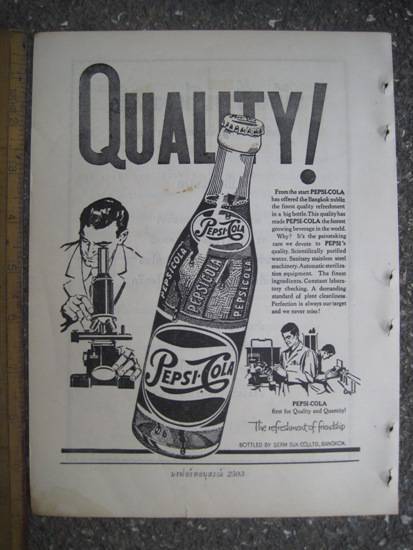 QUALITY!
From the start PEPSI-COLA
has offered the Bangkok public
the finest quality refreshment
in a big bottle. This quality has
made PEPSI-COLA the fastest
growing beverage in the world.
Why? It's the painstaking
care we devote to PEPSI's
quality. Scientifically purified
water. Sanitary stainless steel
machinery. Automatic steriliza-
tion equipment. The finest
ingredients. Constant labora-
tory checking. A demanding
standard of plant cleanliness.
Perfection is always our target
and we never miss!
PEPSI-COLA
PEPSI-COLA
PEPSI-COLA
PEPSI-COLA
PEPSI-COLA
PEPSI-COLA
first for Quality and Quantity!
The refreshment of friendship
BOTTLED BY SERM SUK CO., LTD., BANGKOK.